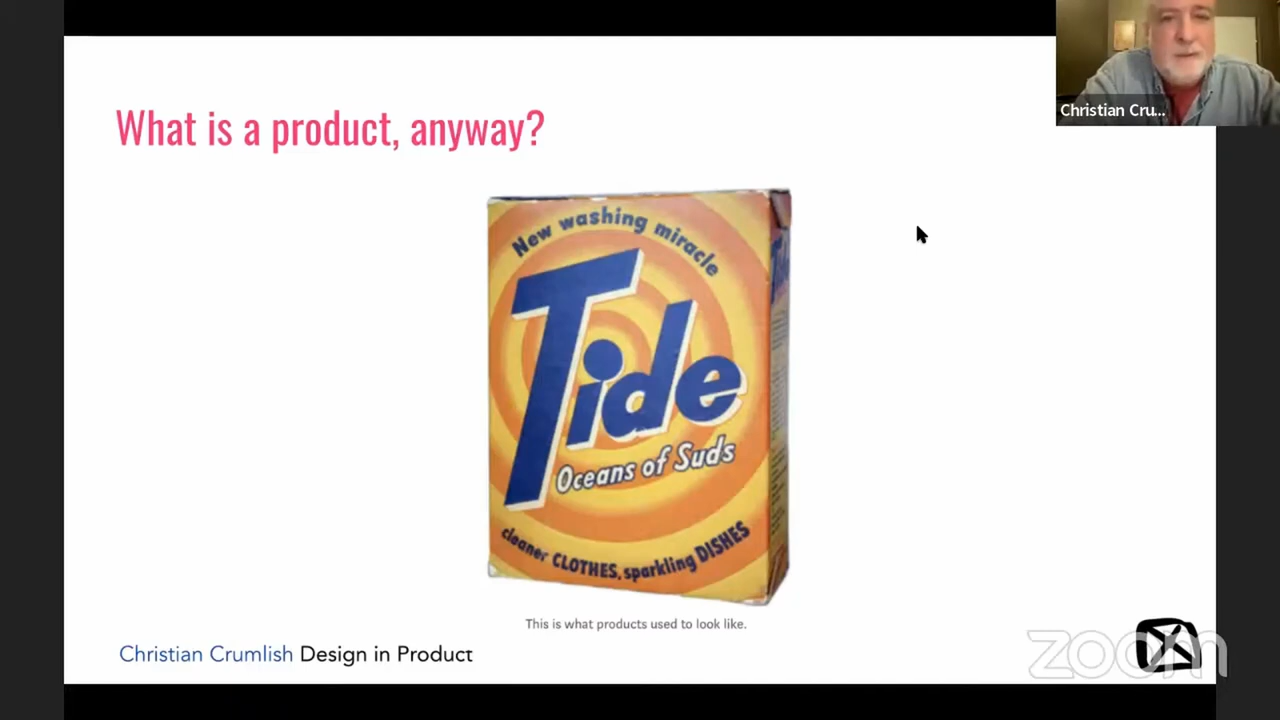 Christian Cru...
What is a product, anyway?
New washing miracle
Tide
Oceans of Suds
cleaner CLOTHES, sparkling DISHES
This is what products used to look like.
Christian Crumlish Design in Product
zoom